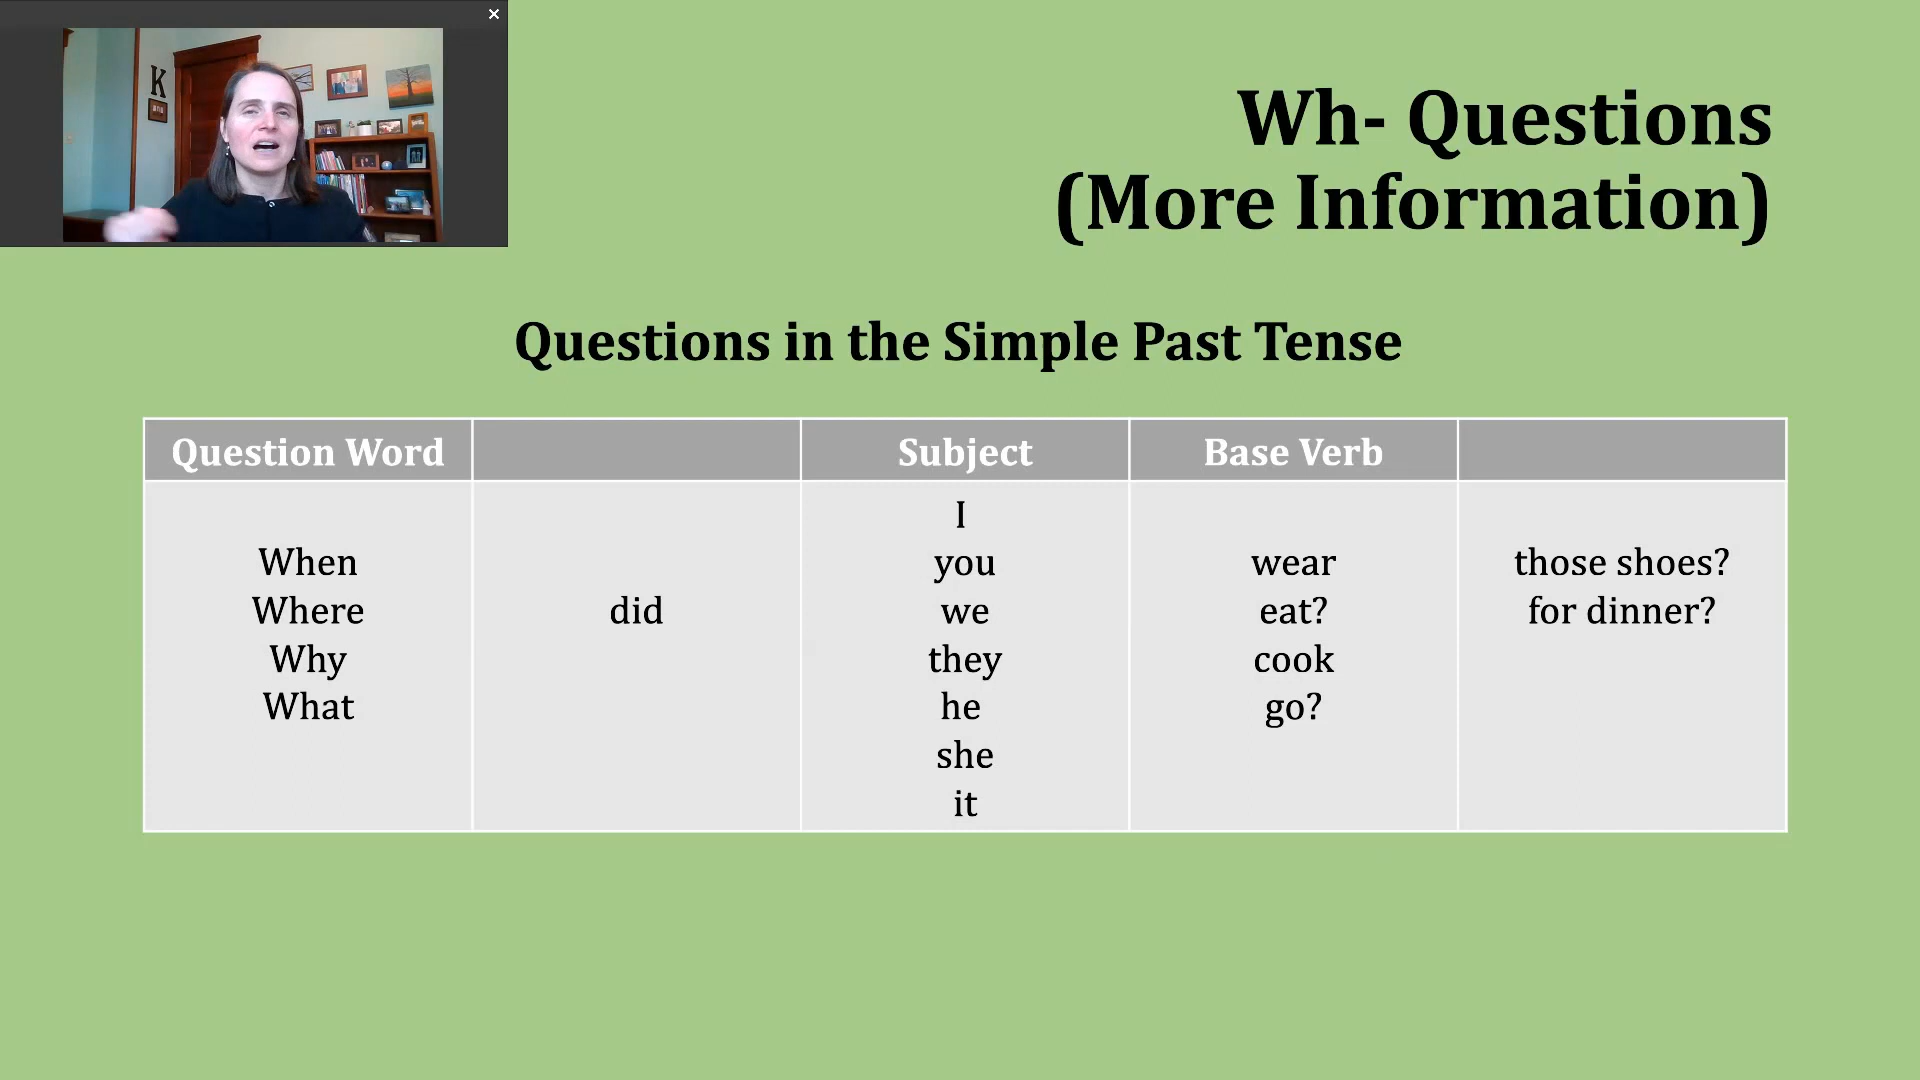 K
Wh- Questions
(More Information)
Questions in the Simple Past Tense
Question Word
Subject
Base Verb
When
Where
Why
What
did
I
you
we
they
he
she
it
wear
eat?
cook
go?
those shoes?
for dinner?